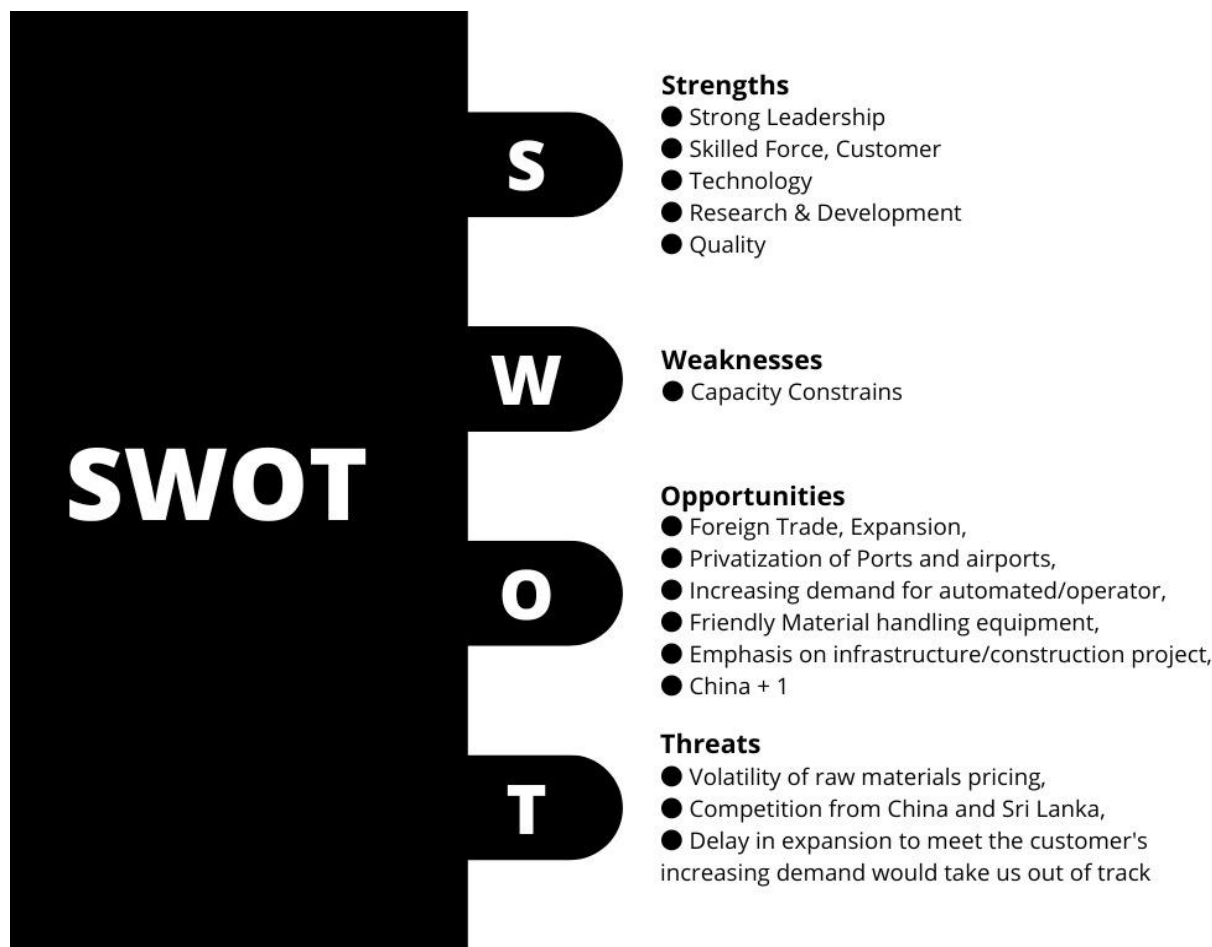 SWOT
S
Strengths
● Strong Leadership
● Skilled Force, Customer
● Technology
● Research & Development
● Quality
W
Weaknesses
● Capacity Constrains
O
Opportunities
● Foreign Trade, Expansion,
● Privatization of Ports and airports,
● Increasing demand for automated/operator,
● Friendly Material handling equipment,
● Emphasis on infrastructure/construction project,
● China + 1
T
Threats
● Volatility of raw materials pricing,
● Competition from China and Sri Lanka,
● Delay in expansion to meet the customer's
increasing demand would take us out of track